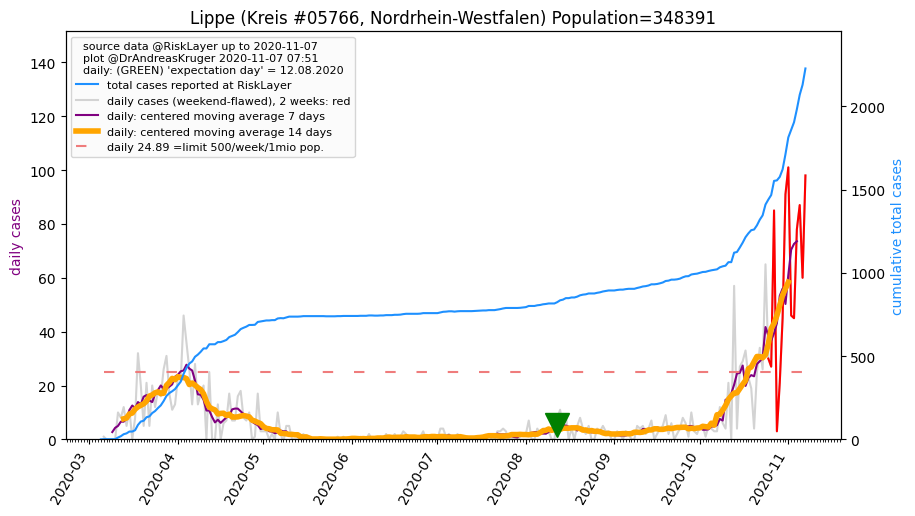 Lippe (Kreis #05766, Nordrhein-Westfalen) Population=348391
source data @RiskLayer up to 2020-11-07
plot @DrAndreasKruger 2020-11-07 07:51
daily: (GREEN) 'expectation day' = 12.08.2020
total cases reported at RiskLayer
daily cases (weekend-flawed), 2 weeks: red
daily: centered moving average 7 days
daily: centered moving average 14 days
daily 24.89 =limit 500/week/1mio pop.
daily cases
140
120
100
80
60
40
20
0
cumulative total cases
2000
1500
1000
500
0
2020-03
2020-04
2020-05
2020-06
2020-07
2020-08
2020-09
2020-10
2020-11